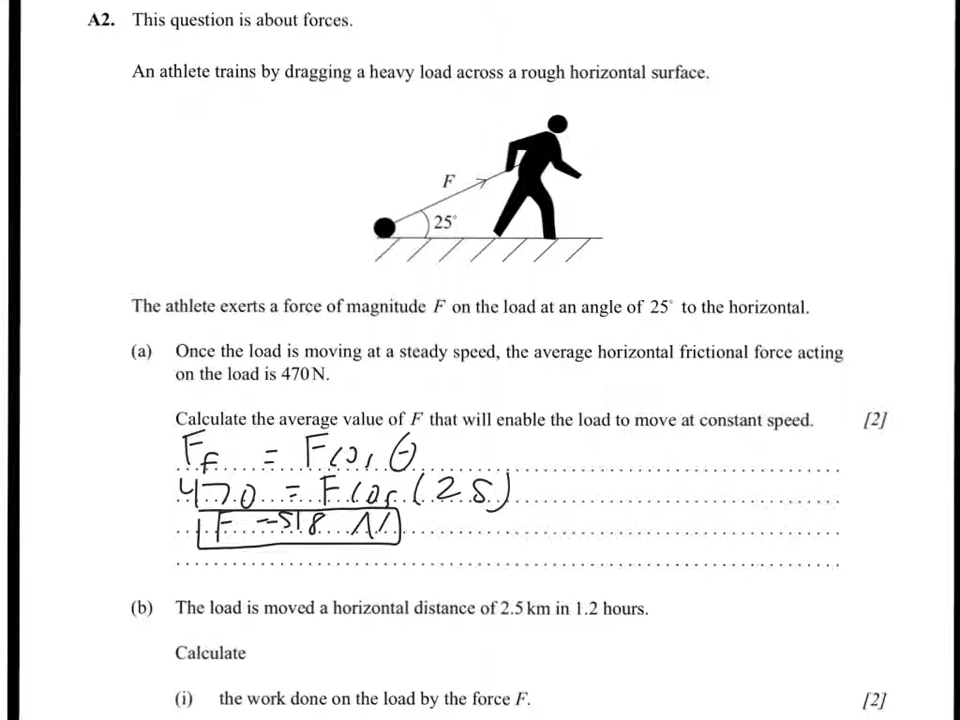 A2. This question is about forces.
An athlete trains by dragging a heavy load across a rough horizontal surface.
F
25°
The athlete exerts a force of magnitude F on the load at an angle of 25° to the horizontal.
(a) Once the load is moving at a steady speed, the average horizontal frictional force acting
on the load is 470 N.
Calculate the average value of F that will enable the load to move at constant speed. [2]
F_f = F cos θ
470 = F cos (25)
F = 518 N
(b) The load is moved a horizontal distance of 2.5 km in 1.2 hours.
Calculate
(i) the work done on the load by the force F. [2]